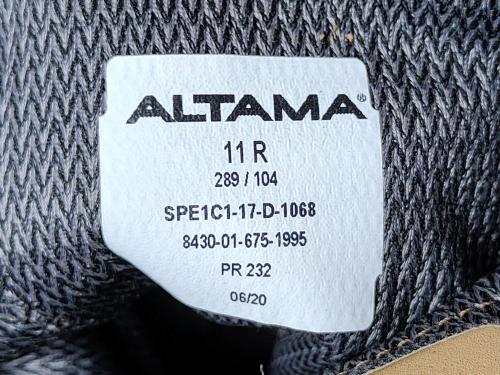 ALTAMA®
11 R
289 / 104
SPE1C1-17-D-1068
8430-01-675-1995
PR 232
06/20